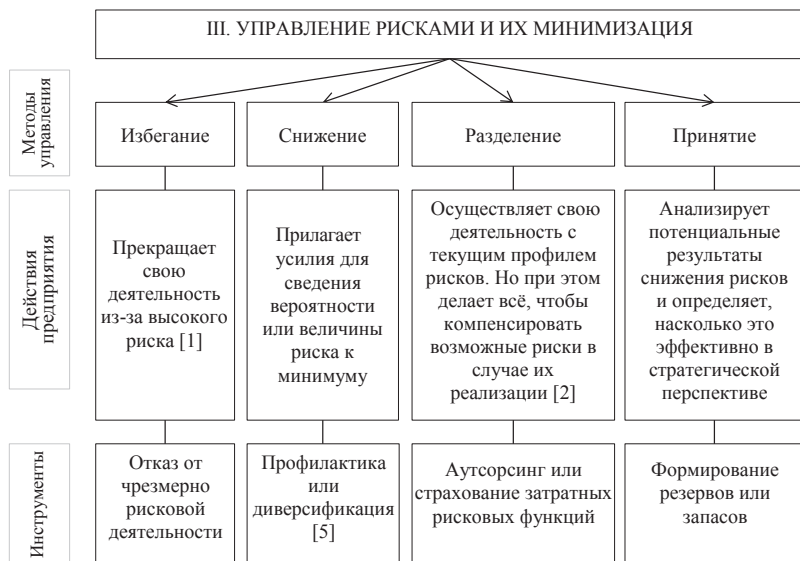 III. УПРАВЛЕНИЕ РИСКАМИ И ИХ МИНИМИЗАЦИЯ
Методы
управления
Избегание
Снижение
Разделение
Принятие
Действия
предприятия
Прекращает
свою
деятельность
из-за высокого
риска [1]
Прилагает
усилия для
сведения
вероятности
или величины
риска к
минимуму
Осуществляет свою
деятельность с
текущим профилем
рисков. Но при этом
делает всё, чтобы
компенсировать
возможные риски в
случае их
реализации [2]
Анализирует
потенциальные
результаты
снижения рисков
и определяет,
насколько это
эффективно в
стратегической
перспективе
Инструменты
Отказ от
чрезмерно
рисковой
деятельности
Профилактика
или
диверсификация
[5]
Аутсорсинг или
страхование затратных
рисковых функций
Формирование
резервов или
запасов